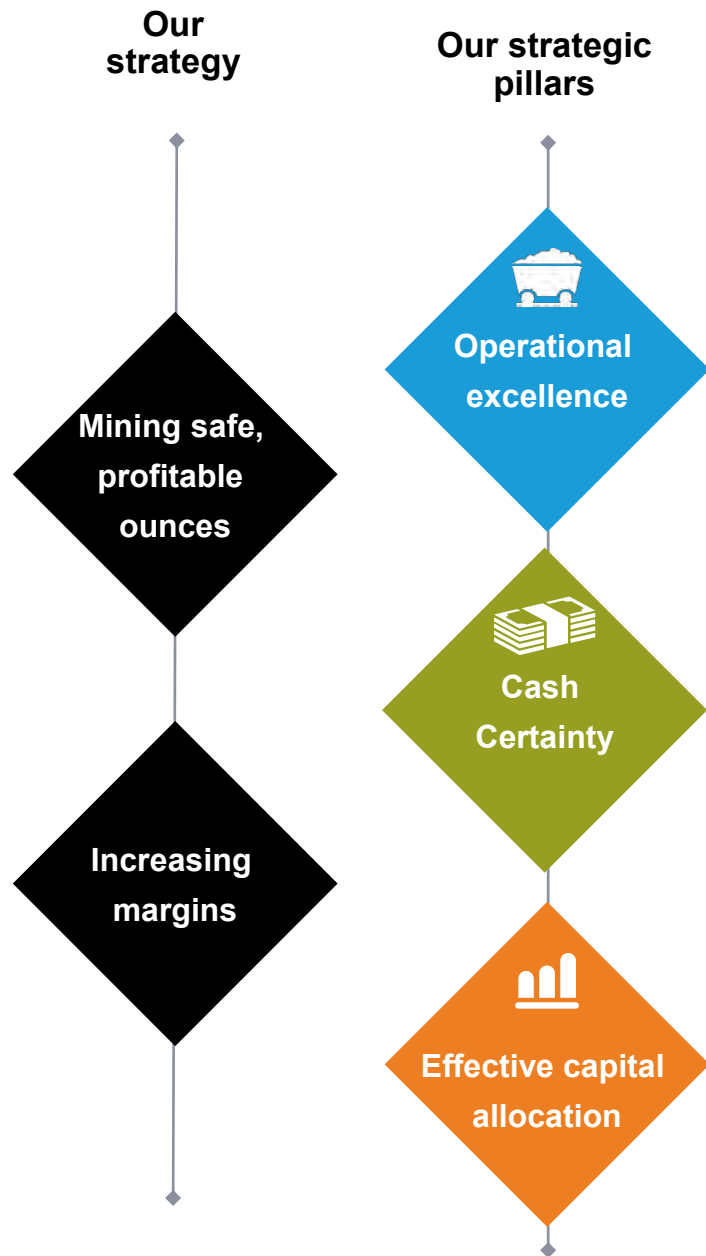 Our
strategy
Mining safe,
profitable
ounces
Increasing
margins
Our strategic
pillars
Operational
excellence
Cash
Certainty
Effective capital
allocation